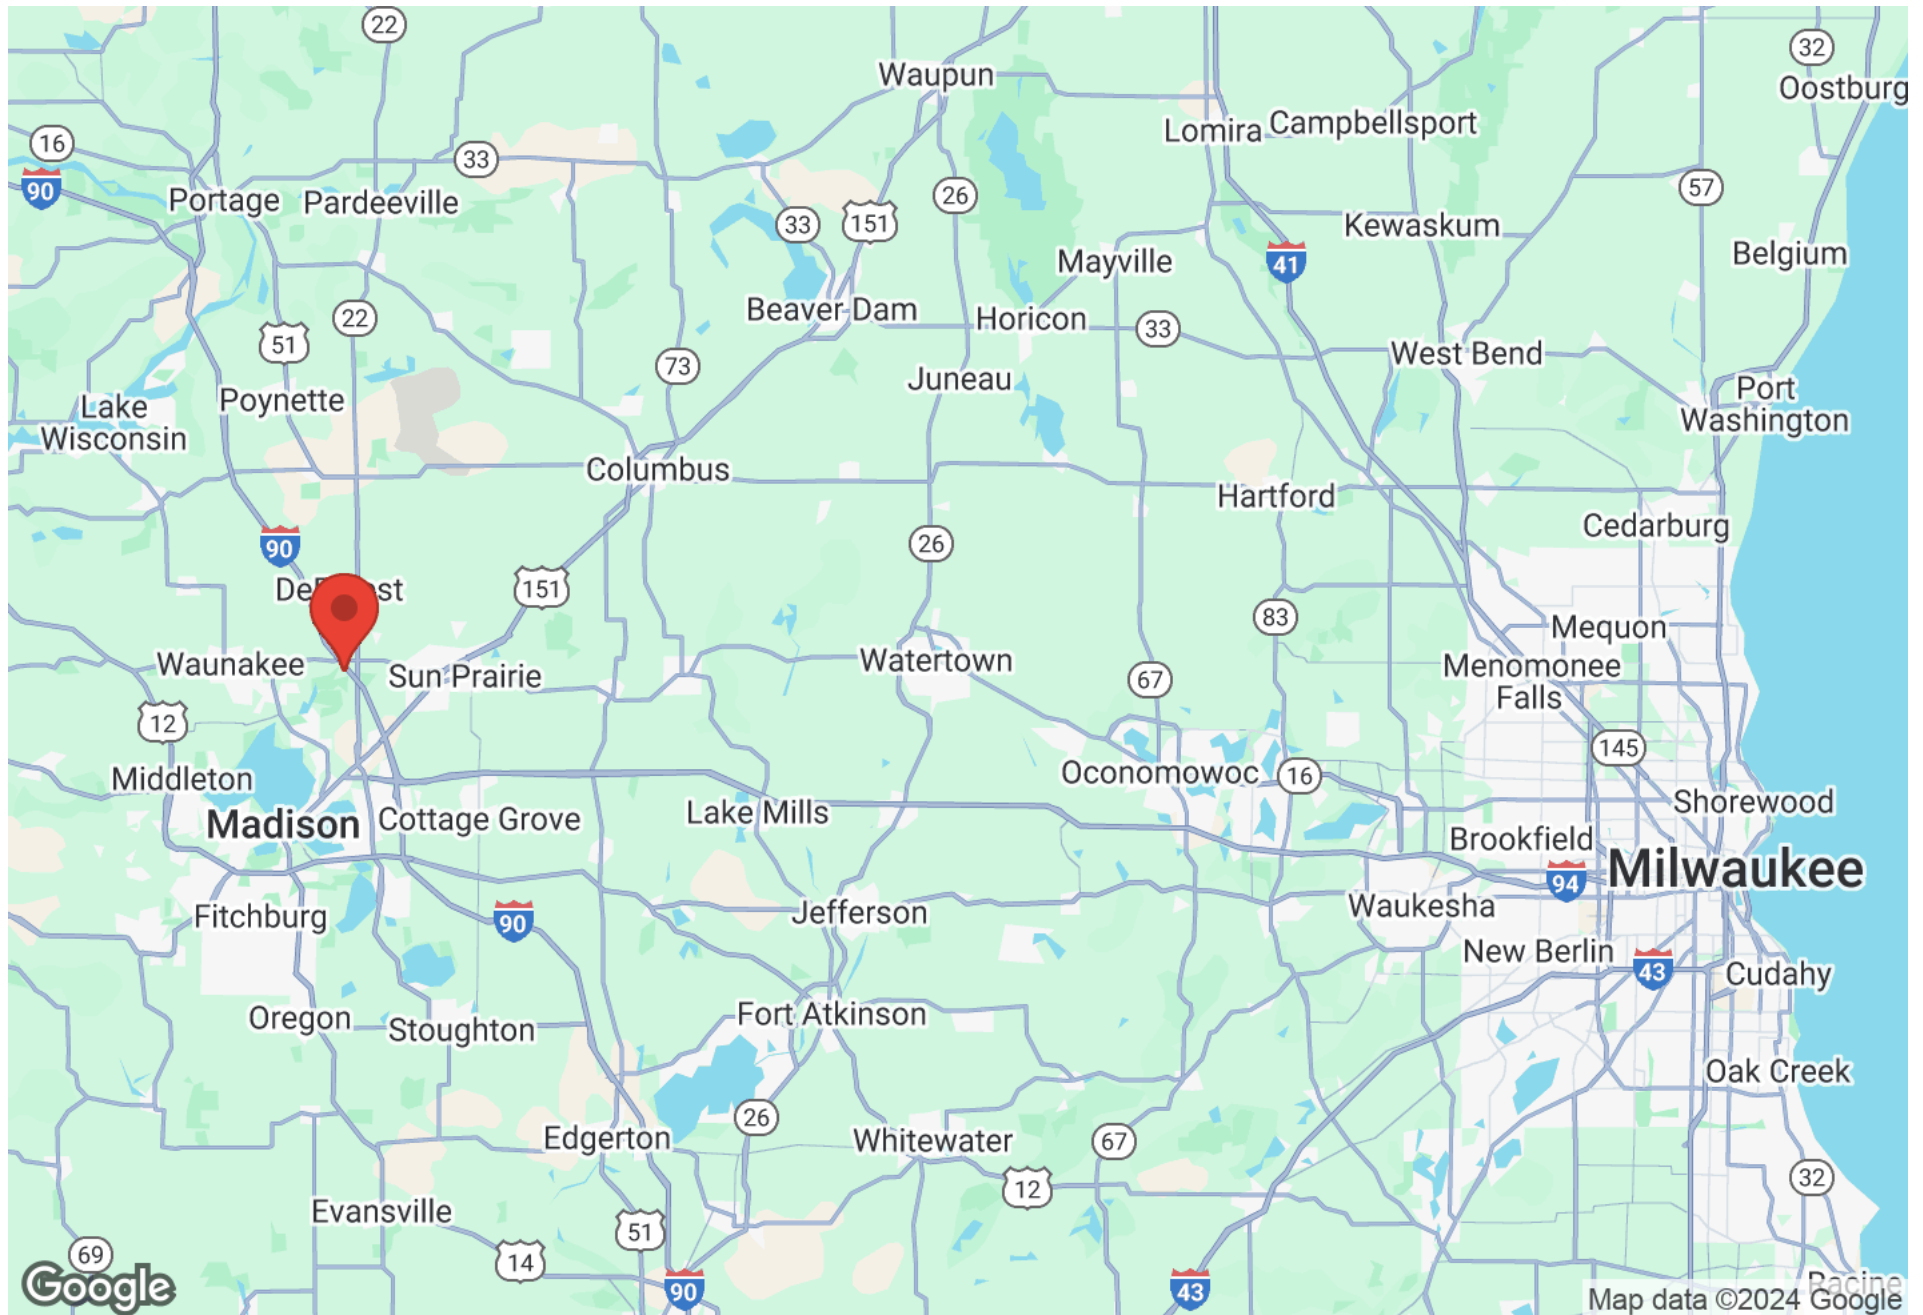 22
Waupun
32
Oostburg
Lomira
Campbellsport
16
33
90
Portage
Pardeeville
26
57
33
151
Kewaskum
Belgium
Mayville
41
Beaver Dam
Horicon
33
22
51
West Bend
73
Juneau
Port
Washington
Poynette
Lake
Wisconsin
Columbus
Hartford
Cedarburg
90
26
151
83
Mequon
Waunakee
Sun Prairie
Watertown
67
Menomonee
Falls
12
145
Middleton
Oconomowoc
16
Shorewood
Madison
Cottage Grove
Lake Mills
Brookfield
Milwaukee
94
Waukesha
Fitchburg
90
Jefferson
New Berlin
43
Cudahy
Oregon
Stoughton
Fort Atkinson
Oak Creek
26
Edgerton
Whitewater
67
12
32
Evansville
51
14
69
90
43
Racine
Google
Map data ©2024 Google